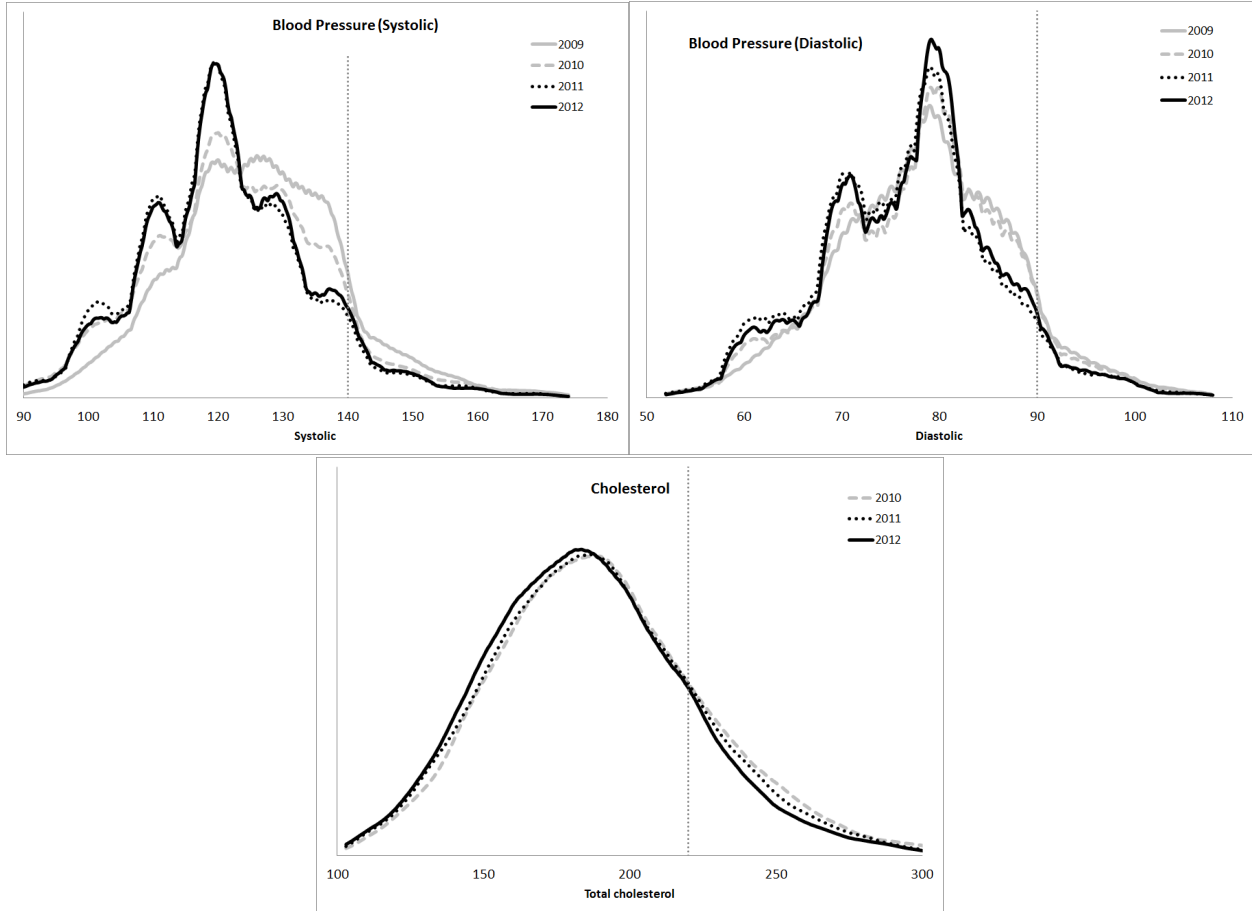 Blood Pressure (Systolic)
2009
2010
2011
2012
90 100 110 120 130 140 150 160 170 180
Systolic
Blood Pressure (Diastolic)
2009
2010
2011
2012
50 60 70 80 90 100 110
Diastolic
Cholesterol
2010
2011
2012
100 150 200 250 300
Total cholesterol